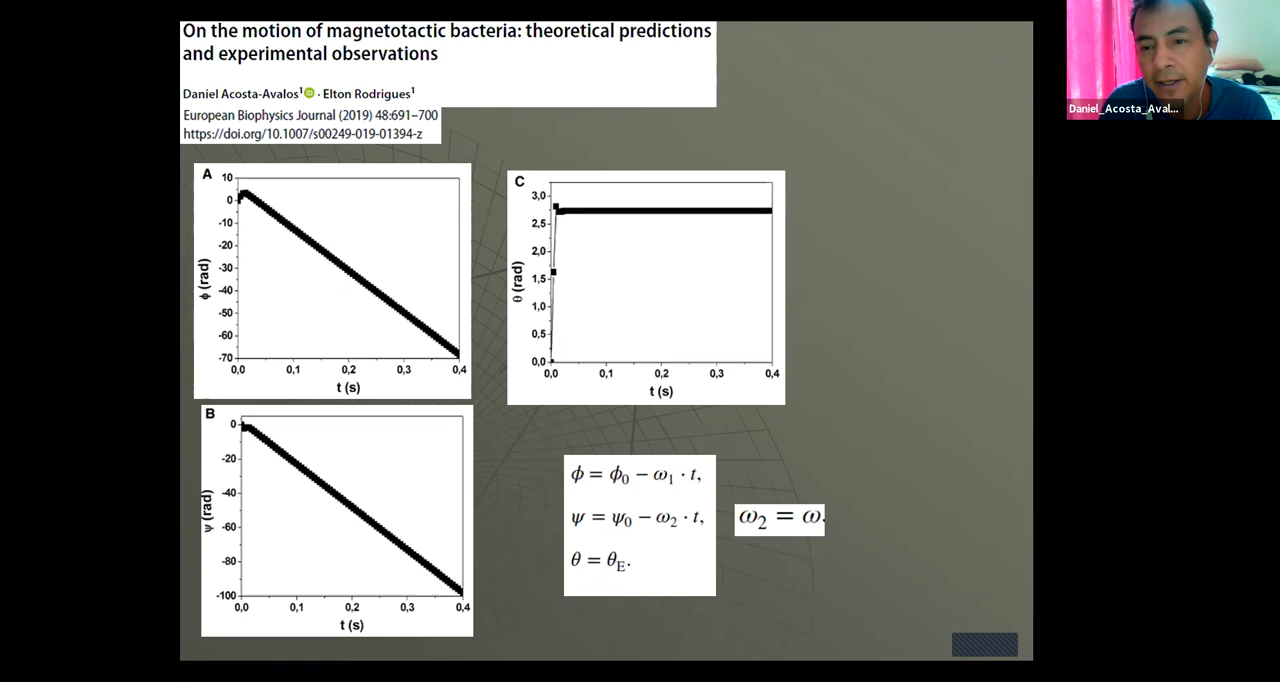 On the motion of magnetotactic bacteria: theoretical predictions
and experimental observations
Daniel Acosta-Avalos¹ iD · Elton Rodrigues¹
European Biophysics Journal (2019) 48:691–700
https://doi.org/10.1007/s00249-019-01394-z
Daniel_Acosta_Aval...
A
10
0
-10
-20
-30
-40
-50
-60
-70
ϕ (rad)
0,0 0,1 0,2 0,3 0,4
t (s)
C
3,0
2,5
2,0
1,5
1,0
0,5
0,0
θ (rad)
0,0 0,1 0,2 0,3 0,4
t (s)
B
0
-20
-40
-60
-80
-100
ψ (rad)
0,0 0,1 0,2 0,3 0,4
t (s)
ϕ = ϕ₀ − ω₁ · t,
ψ = ψ₀ − ω₂ · t,
θ = θ_E.
ω₂ = ω.